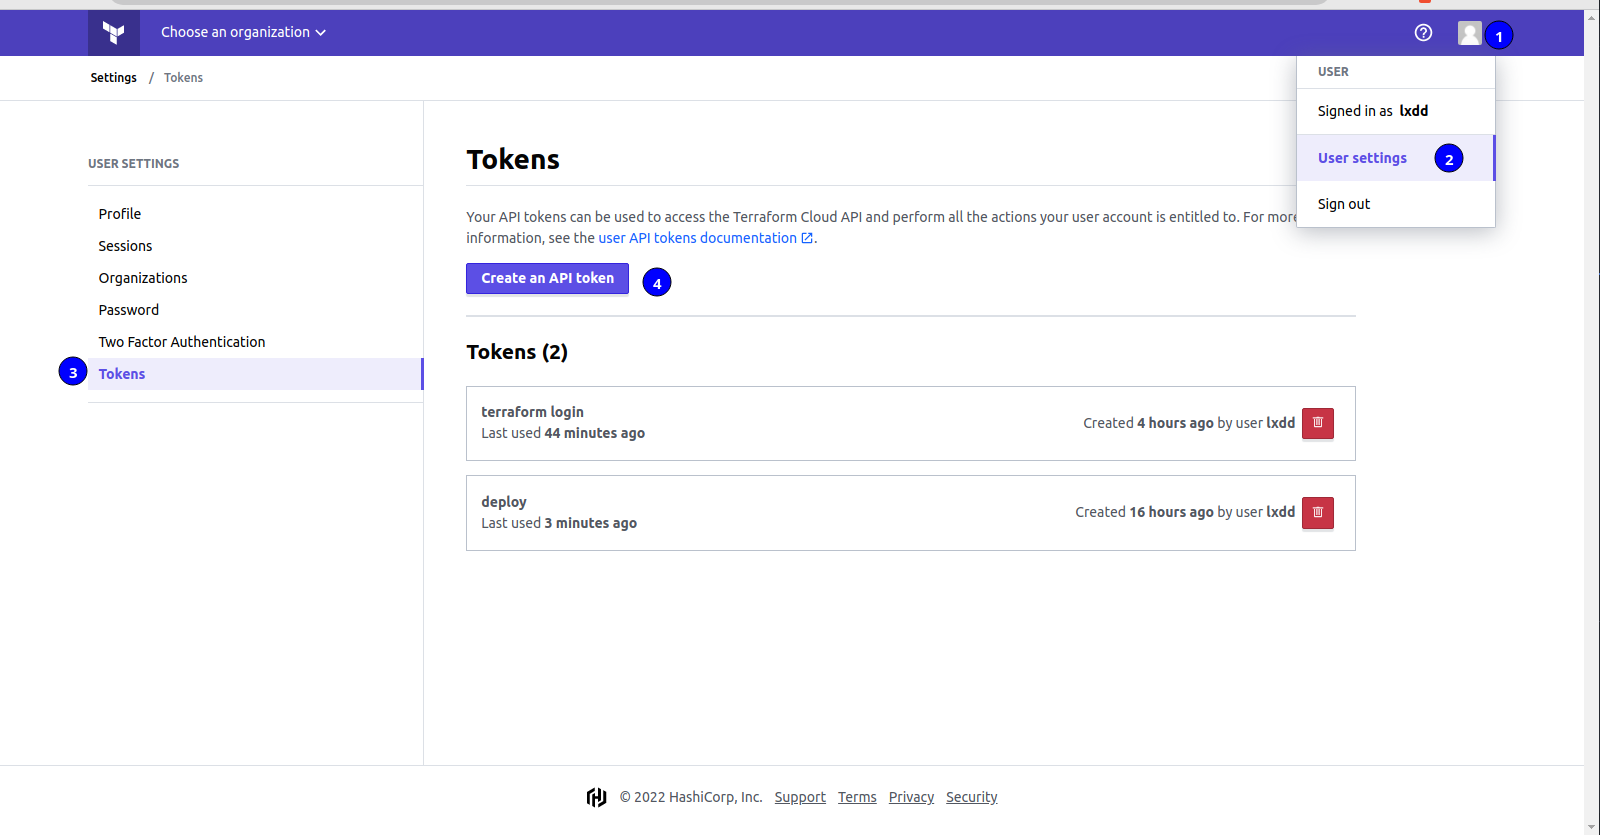 Choose an organization
1
Settings / Tokens
USER
Signed in as lxdd
User settings 2
Sign out
USER SETTINGS
Profile
Sessions
Organizations
Password
Two Factor Authentication
3 Tokens
Tokens
Your API tokens can be used to access the Terraform Cloud API and perform all the actions your user account is entitled to. For more
information, see the user API tokens documentation.
Create an API token 4
Tokens (2)
terraform login
Last used 44 minutes ago
Created 4 hours ago by user lxdd
deploy
Last used 3 minutes ago
Created 16 hours ago by user lxdd
© 2022 HashiCorp, Inc. Support Terms Privacy Security